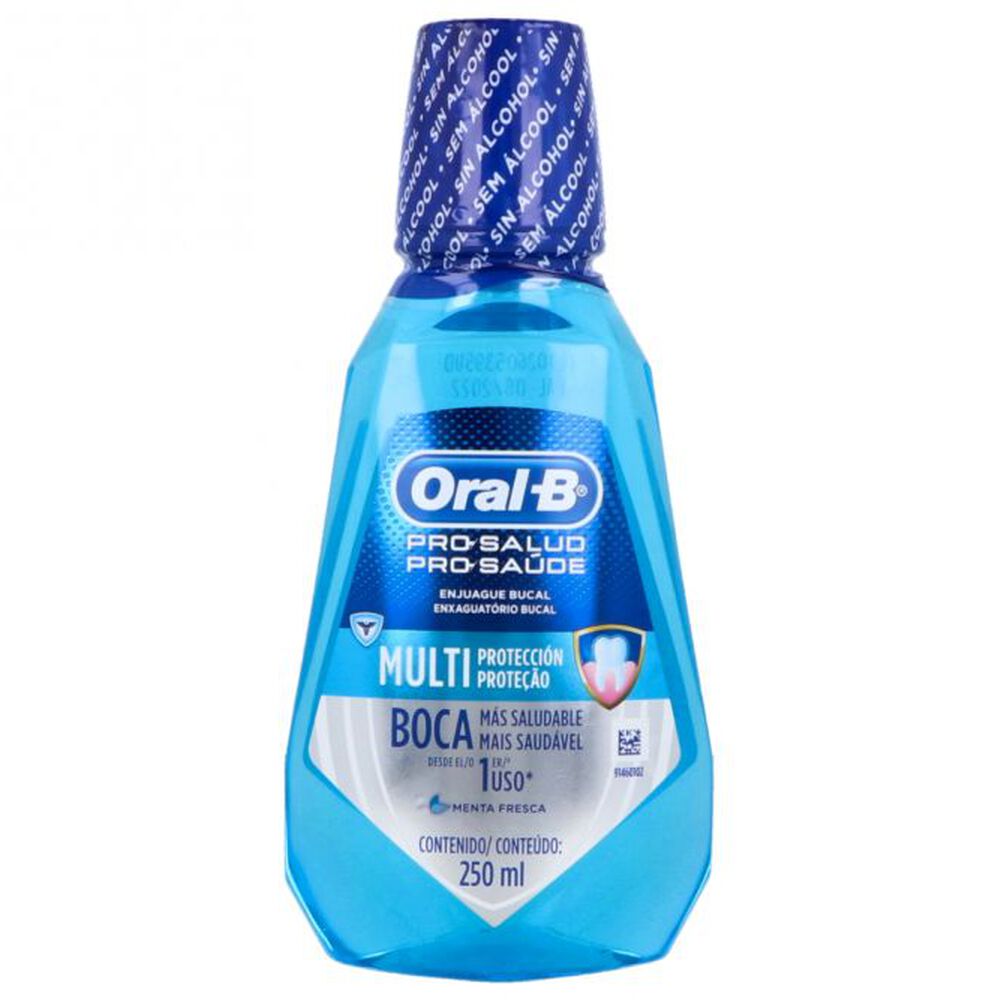 SIN ALCOHOL • SEM ÁLCOOL • SIN ALCOHOL • SEM ÁLCOOL
Oral-B®
PRO-SALUD
PRO-SAÚDE
ENJUAGUE BUCAL
ENXAGUATÓRIO BUCAL
MULTI PROTECCIÓN
PROTEÇÃO
BOCA MÁS SALUDABLE
MAIS SAUDÁVEL
DESDE EL/O 1ER/º USO*
91460102
MENTA FRESCA
CONTENIDO/ CONTEÚDO:
250 ml